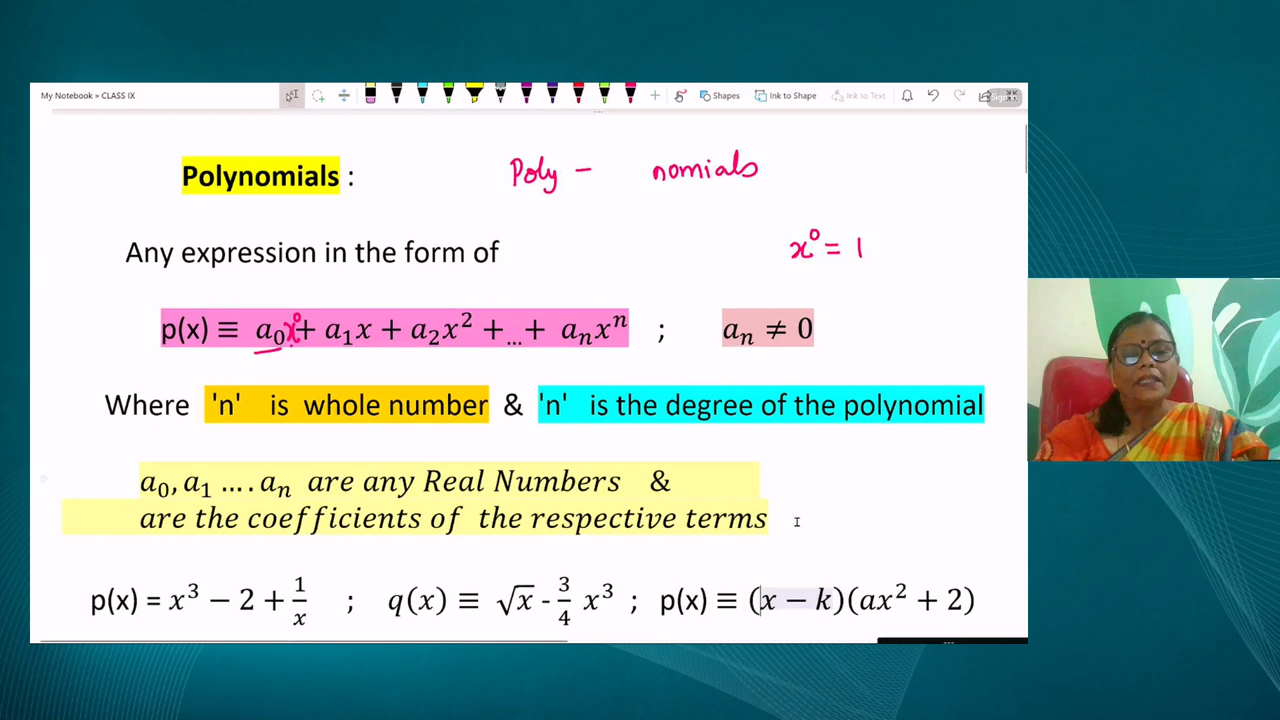 My Notebook » CLASS IX
Shapes Ink to Shape Ink to Text
Polynomials : Poly - nomials
Any expression in the form of x⁰ = 1
p(x) ≡ a₀x⁰+ a₁x + a₂x² + ... + aₙxⁿ ; aₙ ≠ 0
Where 'n' is whole number & 'n' is the degree of the polynomial
a₀, a₁ .... aₙ are any Real Numbers &
are the coefficients of the respective terms
p(x) = x³ − 2 + 1/x ; q(x) ≡ √x - 3/4 x³ ; p(x) ≡ (x − k)(ax² + 2)